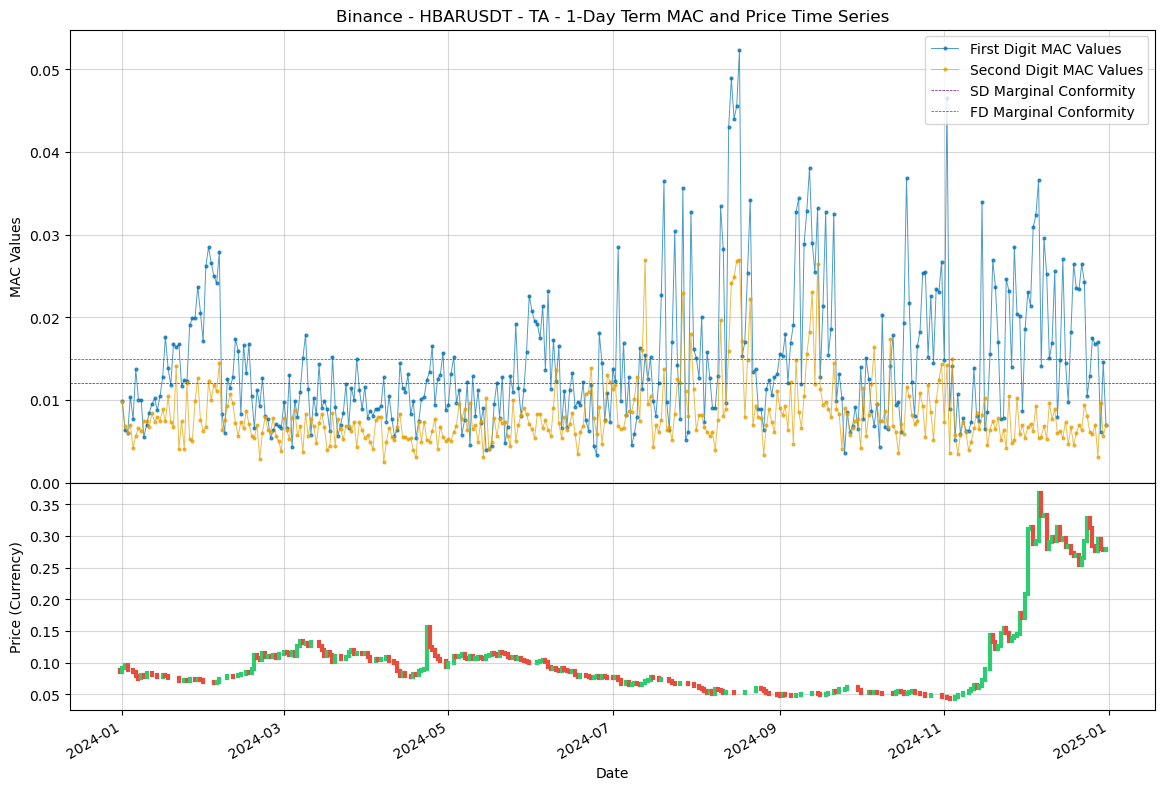 Binance - HBARUSDT - TA - 1-Day Term MAC and Price Time Series
First Digit MAC Values
Second Digit MAC Values
SD Marginal Conformity
FD Marginal Conformity
MAC Values
0.05
0.04
0.03
0.02
0.01
0.00
Price (Currency)
0.35
0.30
0.25
0.20
0.15
0.10
0.05
2024-01
2024-03
2024-05
2024-07
2024-09
2024-11
2025-01
Date